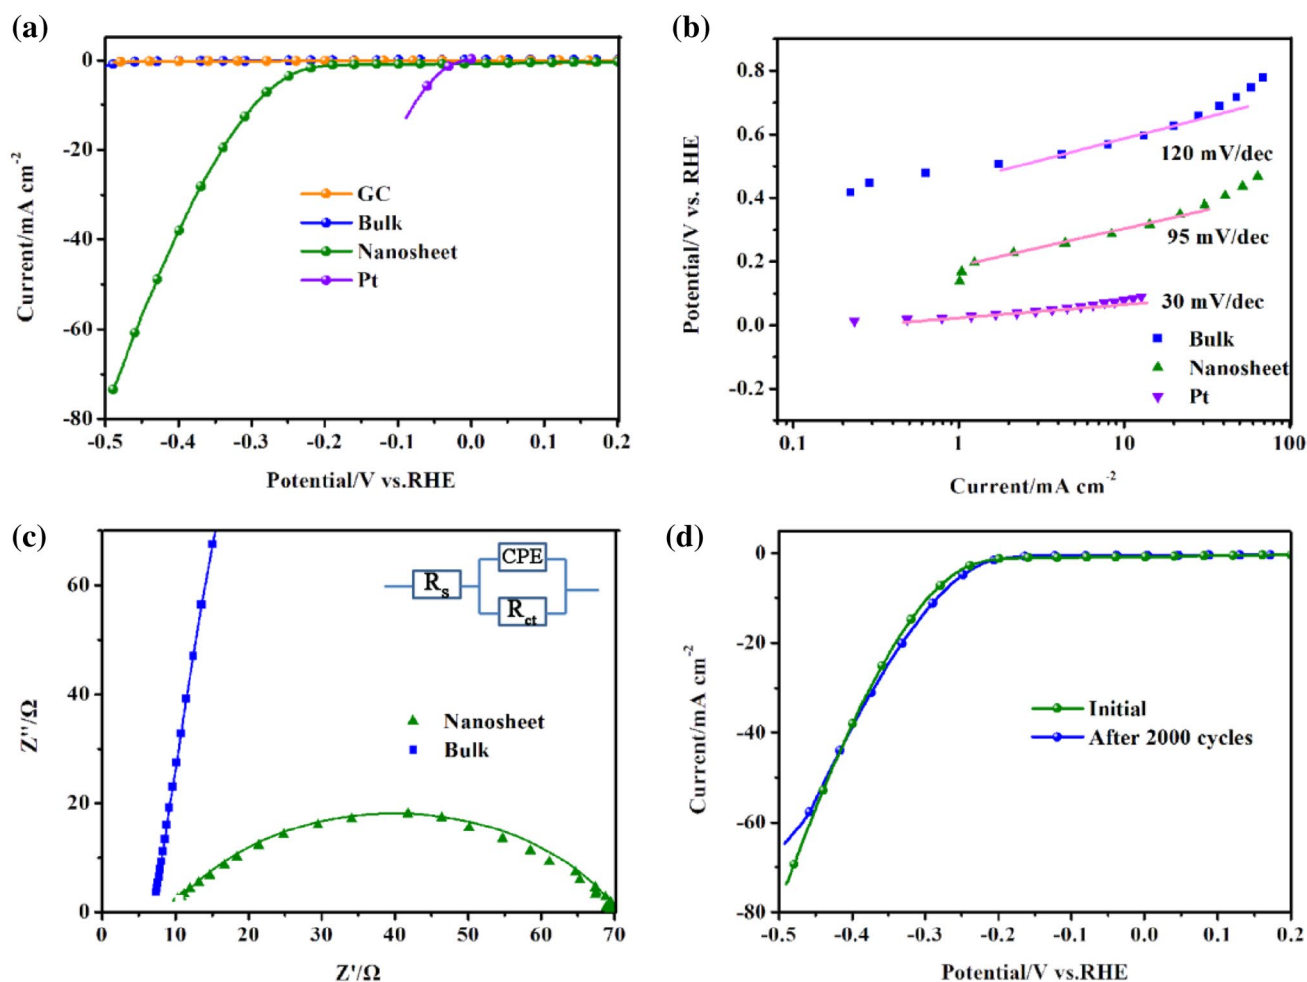 (a)
0
-20
-40
-60
-80
Current/mA cm-2
GC
Bulk
Nanosheet
Pt
-0.5 -0.4 -0.3 -0.2 -0.1 0.0 0.1 0.2
Potential/V vs.RHE
(b)
0.8
0.6
0.4
0.2
0.0
-0.2
Potential/V vs. RHE
120 mV/dec
95 mV/dec
30 mV/dec
Bulk
Nanosheet
Pt
0.1 1 10 100
Current/mA cm-2
(c)
60
40
20
0
Z''/Ω
CPE
Rs
Rct
Nanosheet
Bulk
0 10 20 30 40 50 60 70
Z'/Ω
(d)
0
-20
-40
-60
-80
Current/mA cm-2
Initial
After 2000 cycles
-0.5 -0.4 -0.3 -0.2 -0.1 0.0 0.1 0.2
Potential/V vs.RHE